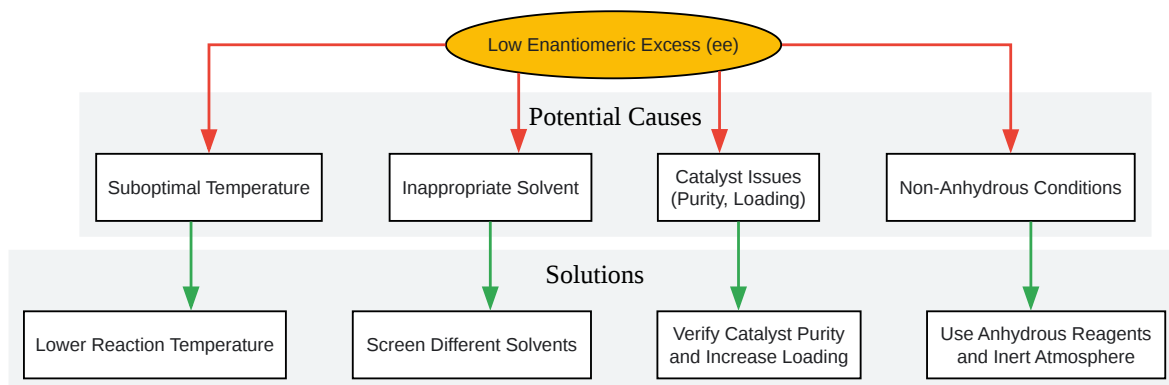 Low Enantiomeric Excess (ee)
Potential Causes
Suboptimal Temperature
Inappropriate Solvent
Catalyst Issues
(Purity, Loading)
Non-Anhydrous Conditions
Solutions
Lower Reaction Temperature
Screen Different Solvents
Verify Catalyst Purity
and Increase Loading
Use Anhydrous Reagents
and Inert Atmosphere